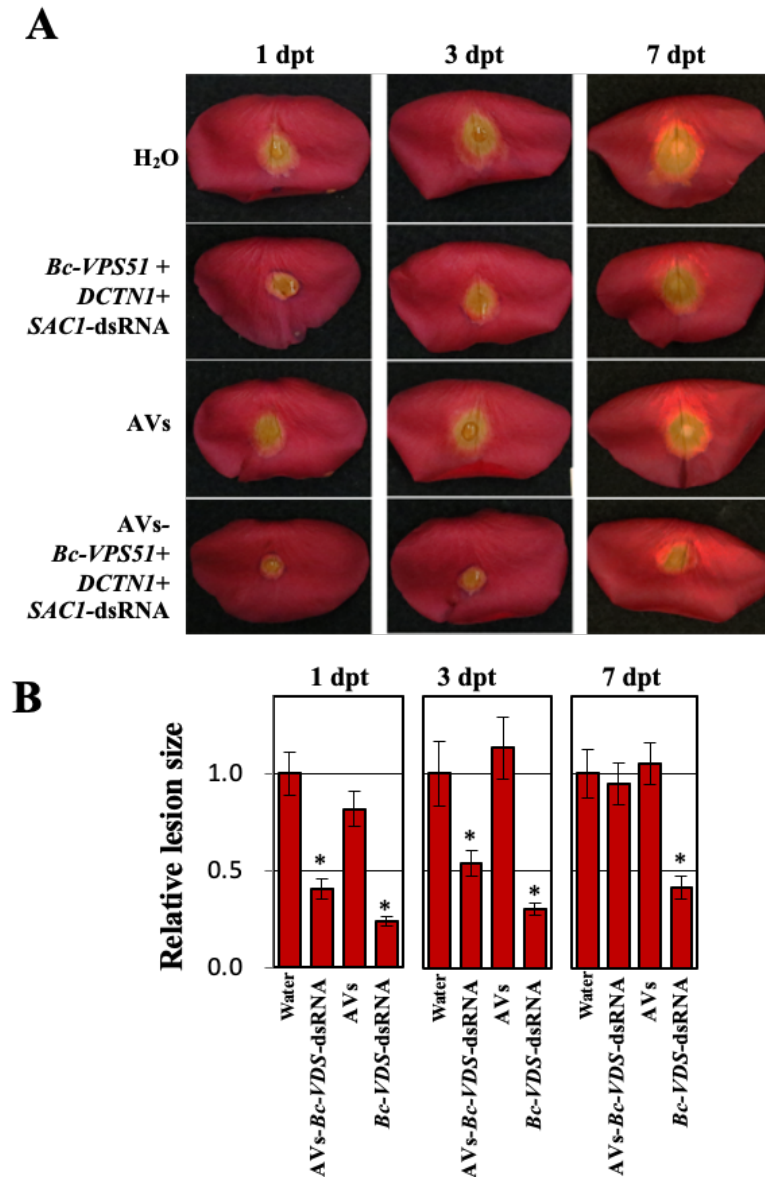 A
1 dpt 3 dpt 7 dpt
H₂O
Bc-VPS51 +
DCTN1+
SAC1-dsRNA
AVs
AVs-
Bc-VPS51+
DCTN1+
SAC1-dsRNA
B
1 dpt 3 dpt 7 dpt
Relative lesion size
1.0
0.5
0.0
* * * * *
Water
AVs-Bc-VDS-dsRNA
AVs
Bc-VDS-dsRNA
Water
AVs-Bc-VDS-dsRNA
AVs
Bc-VDS-dsRNA
Water
AVs-Bc-VDS-dsRNA
AVs
Bc-VDS-dsRNA